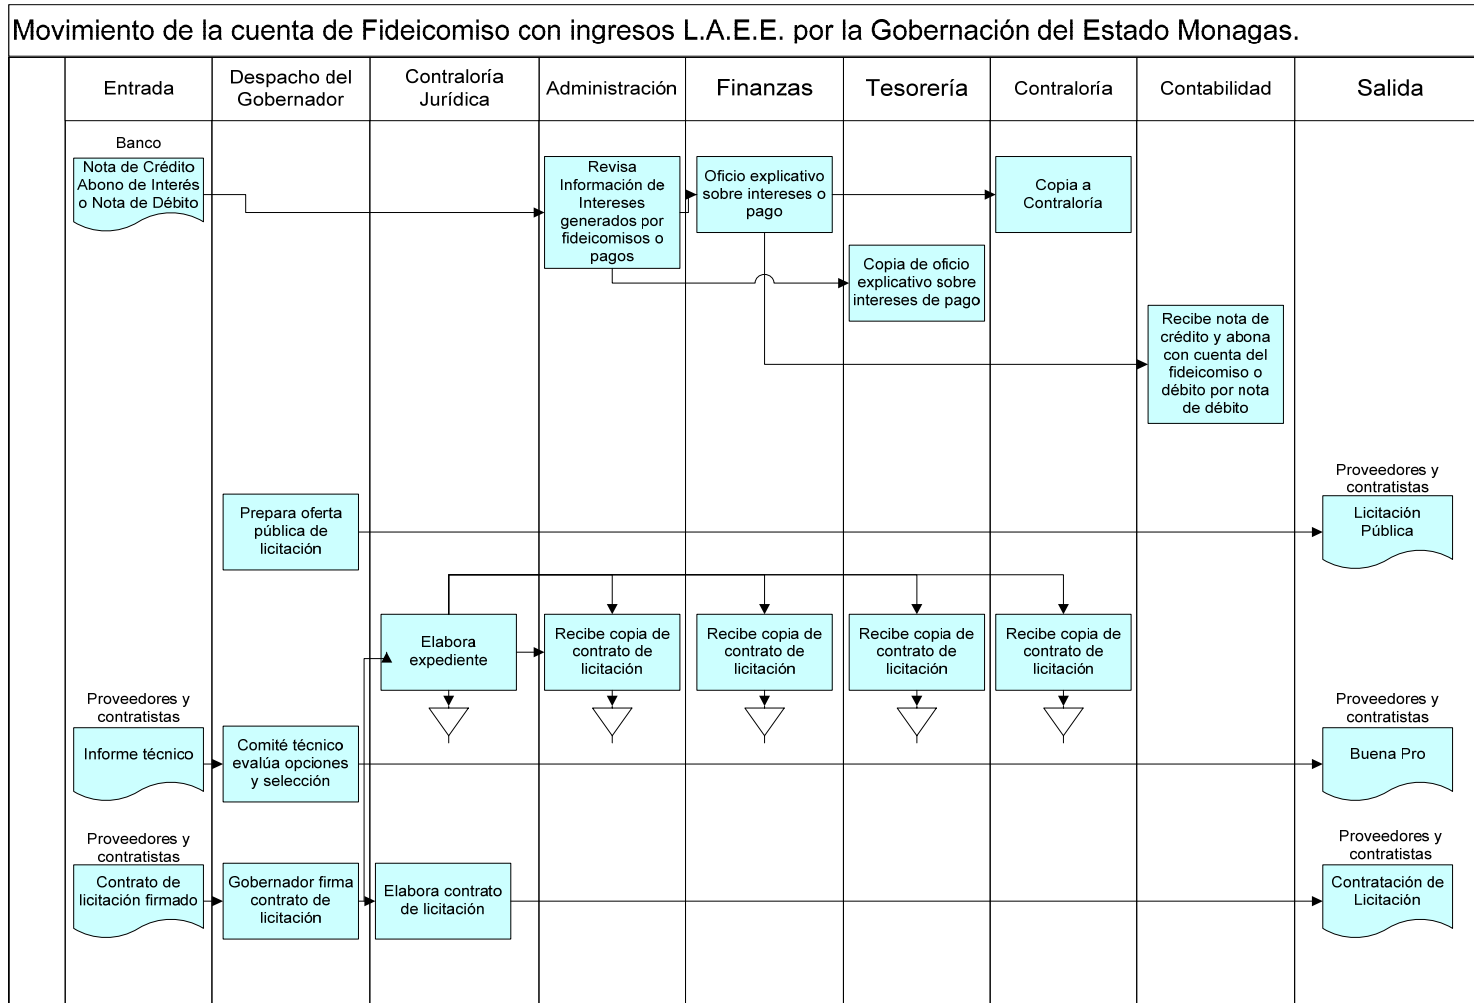 Movimiento de la cuenta de Fideicomiso con ingresos L.A.E.E. por la Gobernación del Estado Monagas.
Entrada
Despacho del
Gobernador
Contraloría
Jurídica
Administración
Finanzas
Tesorería
Contraloría
Contabilidad
Salida
Banco
Nota de Crédito
Abono de Interés
o Nota de Débito
Revisa
Información de
Intereses
generados por
fideicomisos o
pagos
Oficio explicativo
sobre intereses o
pago
Copia a
Contraloría
Copia de oficio
explicativo sobre
intereses de pago
Recibe nota de
crédito y abona
con cuenta del
fideicomiso o
débito por nota
de débito
Prepara oferta
pública de
licitación
Proveedores y
contratistas
Licitación
Pública
Elabora
expediente
Recibe copia de
contrato de
licitación
Recibe copia de
contrato de
licitación
Recibe copia de
contrato de
licitación
Recibe copia de
contrato de
licitación
Proveedores y
contratistas
Informe técnico
Comité técnico
evalúa opciones
y selección
Proveedores y
contratistas
Buena Pro
Proveedores y
contratistas
Contrato de
licitación firmado
Gobernador firma
contrato de
licitación
Elabora contrato
de licitación
Proveedores y
contratistas
Contratación de
Licitación